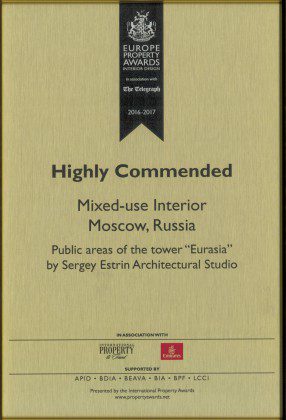 EUROPE
PROPERTY
AWARDS
INTERIOR DESIGN
in association with
The Telegraph
2016-2017
Highly Commended
Mixed-use Interior
Moscow, Russia
Public areas of the tower “Eurasia”
by Sergey Estrin Architectural Studio
IN ASSOCIATION WITH
INTERNATIONAL
PROPERTY
& Travel
Emirates
SUPPORTED BY
APID • BDIA • BEAVA • BIA • BPF • LCCI
Presented by the International Property Awards
www.propertyawards.net